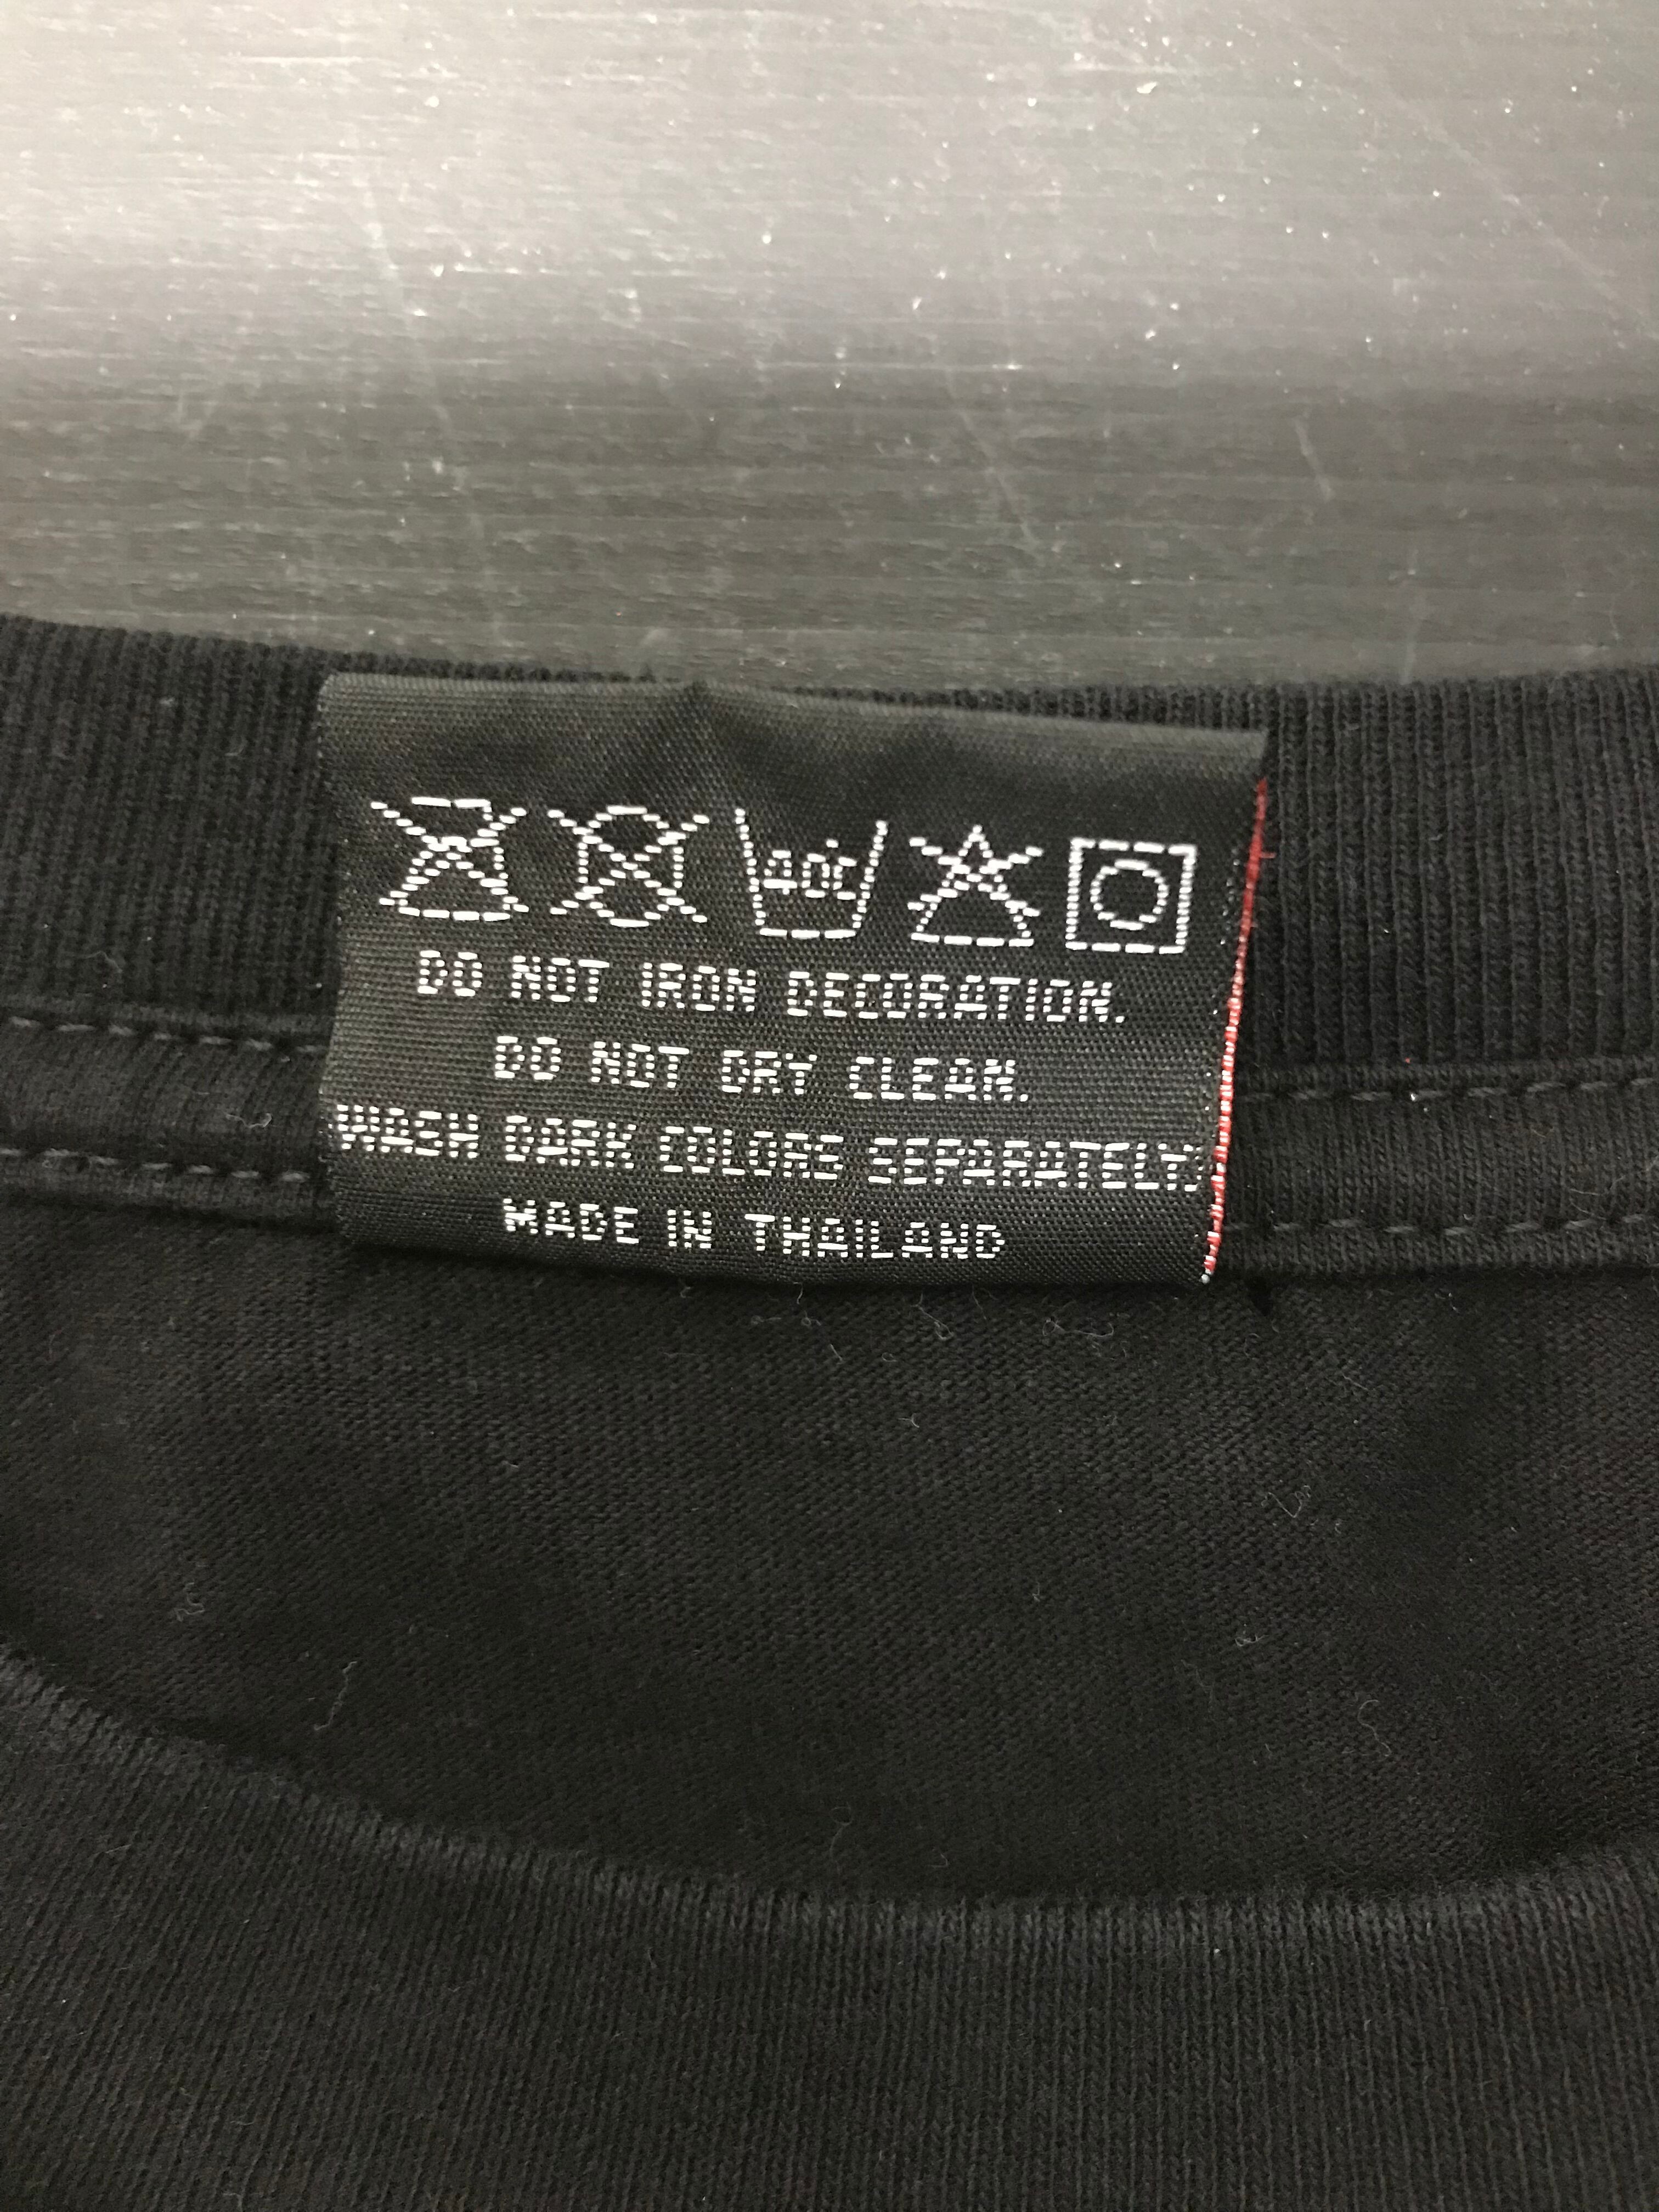 40°C
DO NOT IRON DECORATION.
DO NOT DRY CLEAN.
WASH DARK COLORS SEPARATELY
MADE IN THAILAND